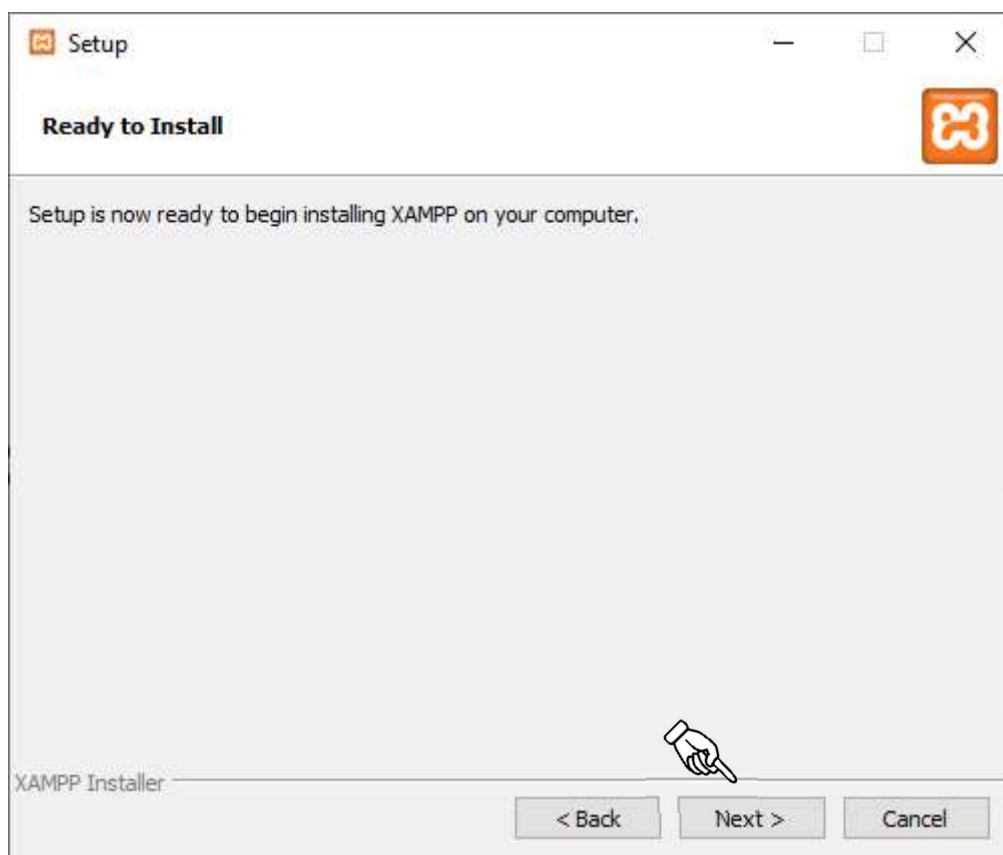 Setup
Ready to Install
Setup is now ready to begin installing XAMPP on your computer.
XAMPP Installer
< Back
Next >
Cancel